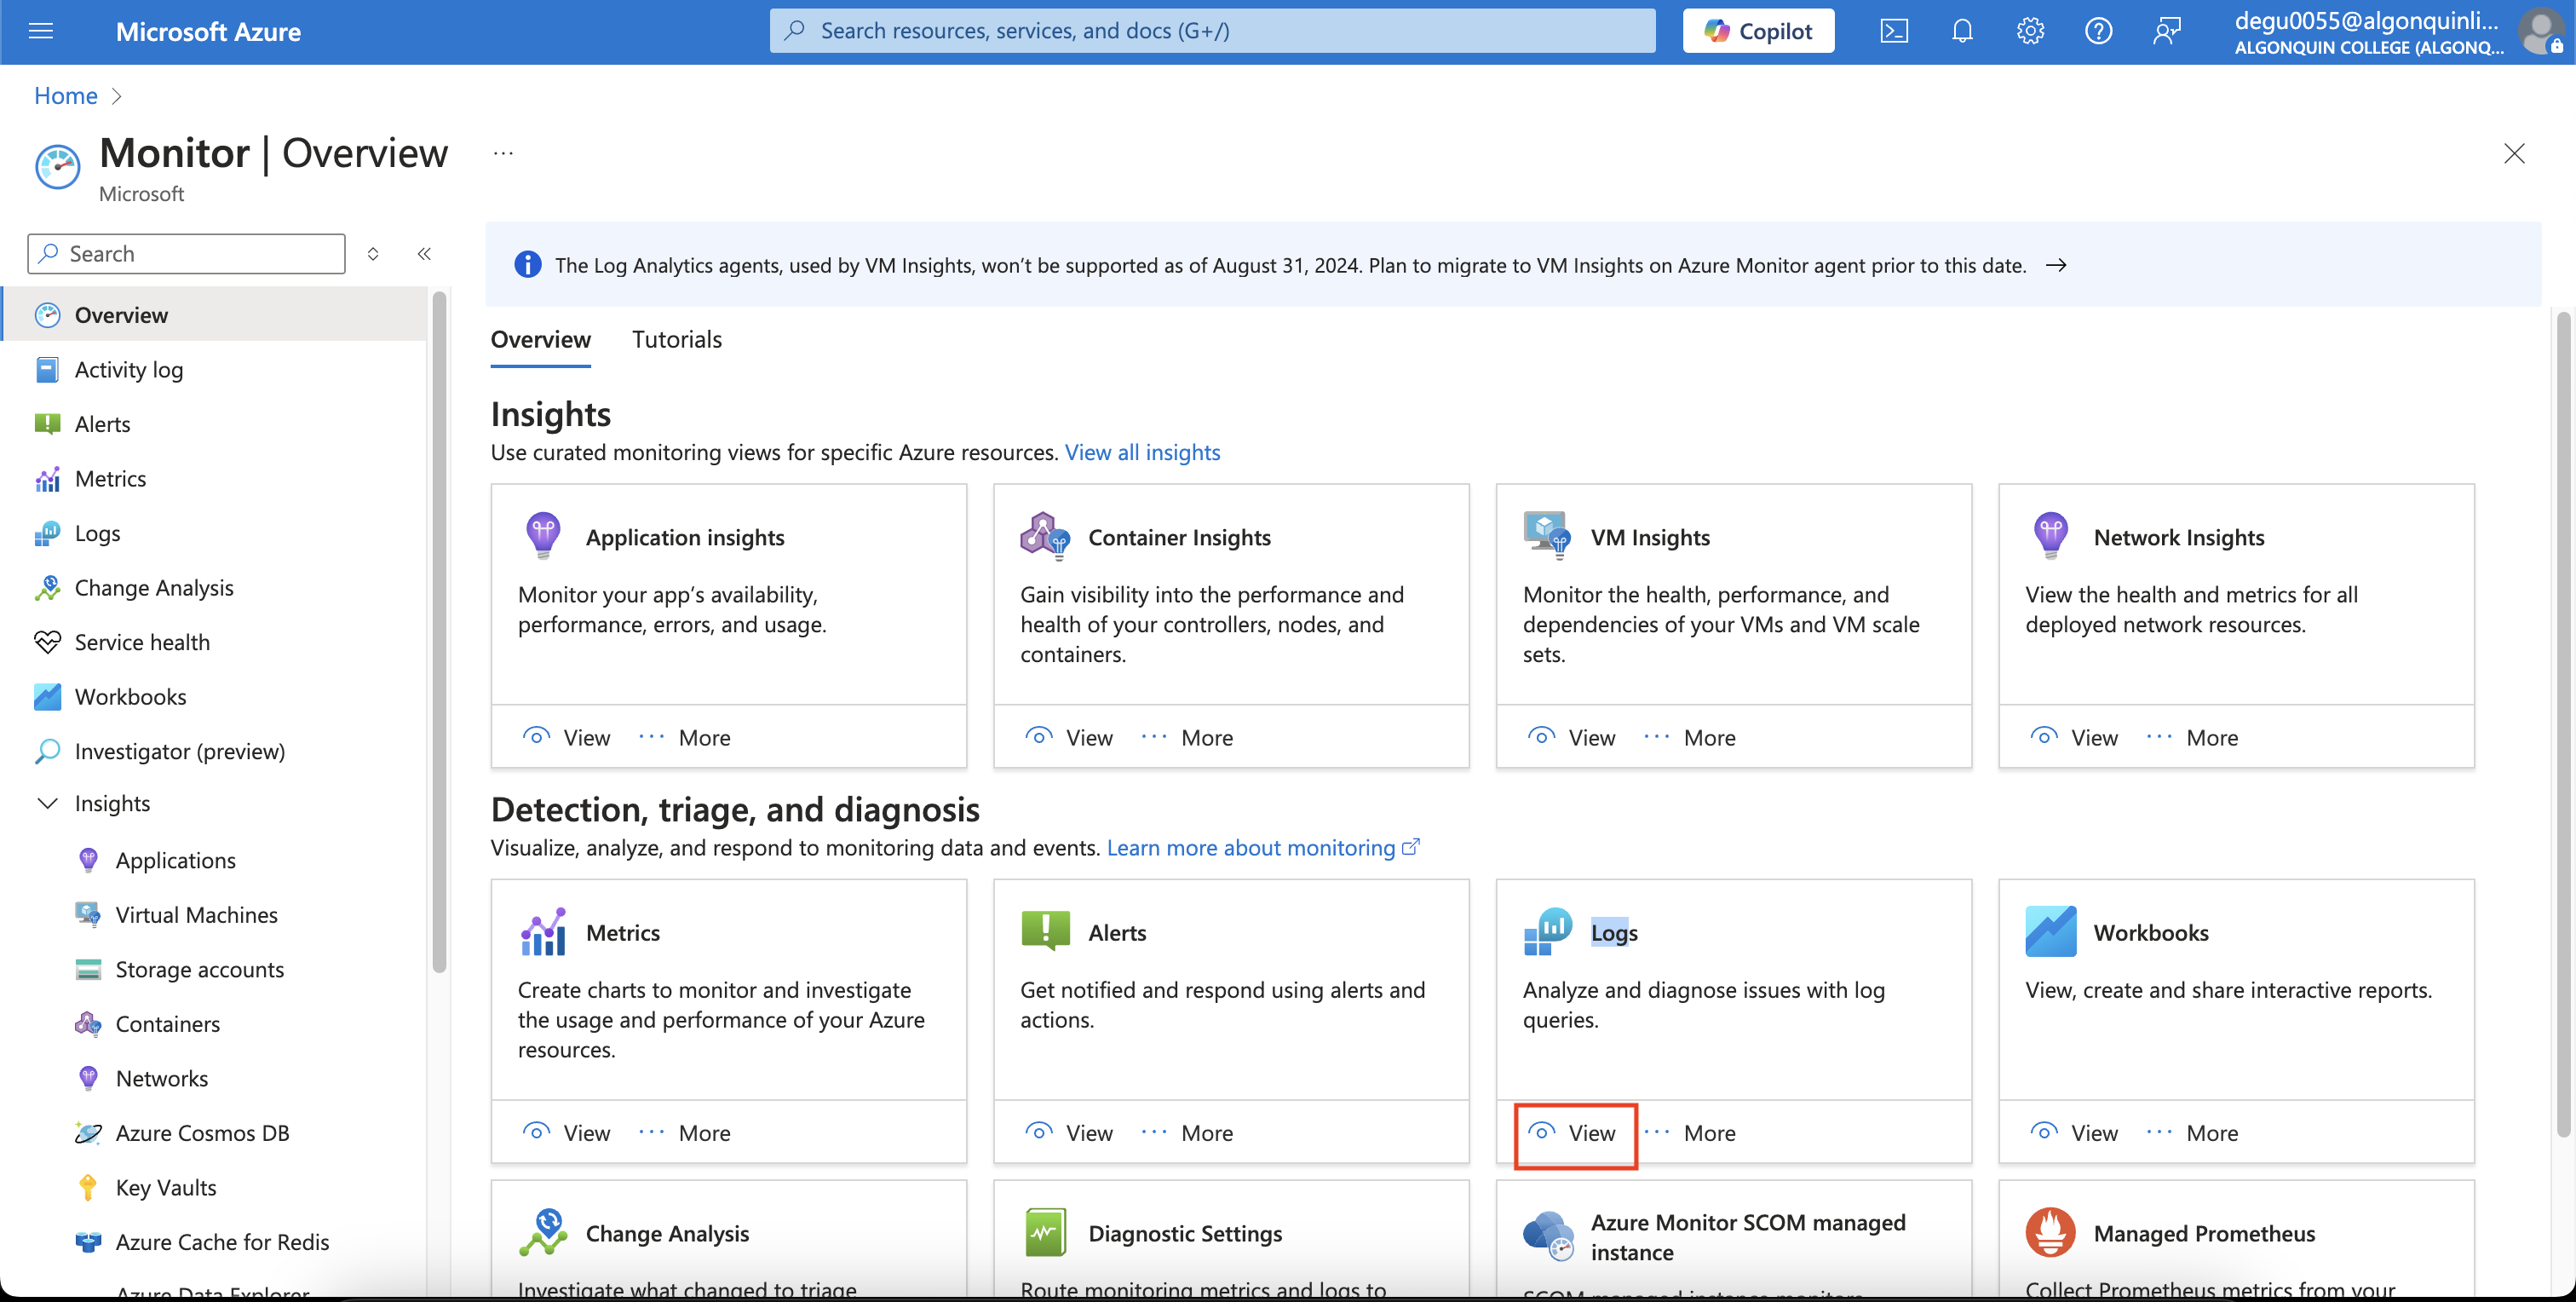 Microsoft Azure
Search resources, services, and docs (G+/)
Copilot
degu0055@algonquinli...
ALGONQUIN COLLEGE (ALGONQ...
Home
Monitor | Overview
...
Microsoft
Search
Overview
Activity log
Alerts
Metrics
Logs
Change Analysis
Service health
Workbooks
Investigator (preview)
Insights
Applications
Virtual Machines
Storage accounts
Containers
Networks
Azure Cosmos DB
Key Vaults
Azure Cache for Redis
Azure Data Explorer
The Log Analytics agents, used by VM Insights, won’t be supported as of August 31, 2024. Plan to migrate to VM Insights on Azure Monitor agent prior to this date. →
Overview
Tutorials
Insights
Use curated monitoring views for specific Azure resources. View all insights
Application insights
Monitor your app’s availability,
performance, errors, and usage.
View ... More
Container Insights
Gain visibility into the performance and
health of your controllers, nodes, and
containers.
View ... More
VM Insights
Monitor the health, performance, and
dependencies of your VMs and VM scale
sets.
View ... More
Network Insights
View the health and metrics for all
deployed network resources.
View ... More
Detection, triage, and diagnosis
Visualize, analyze, and respond to monitoring data and events. Learn more about monitoring
Metrics
Create charts to monitor and investigate
the usage and performance of your Azure
resources.
View ... More
Alerts
Get notified and respond using alerts and
actions.
View ... More
Logs
Analyze and diagnose issues with log
queries.
View ... More
Workbooks
View, create and share interactive reports.
View ... More
Change Analysis
Investigate what changed to triage
Diagnostic Settings
Route monitoring metrics and logs to
Azure Monitor SCOM managed
instance
SCOM managed instance monitors
Managed Prometheus
Collect Prometheus metrics from your